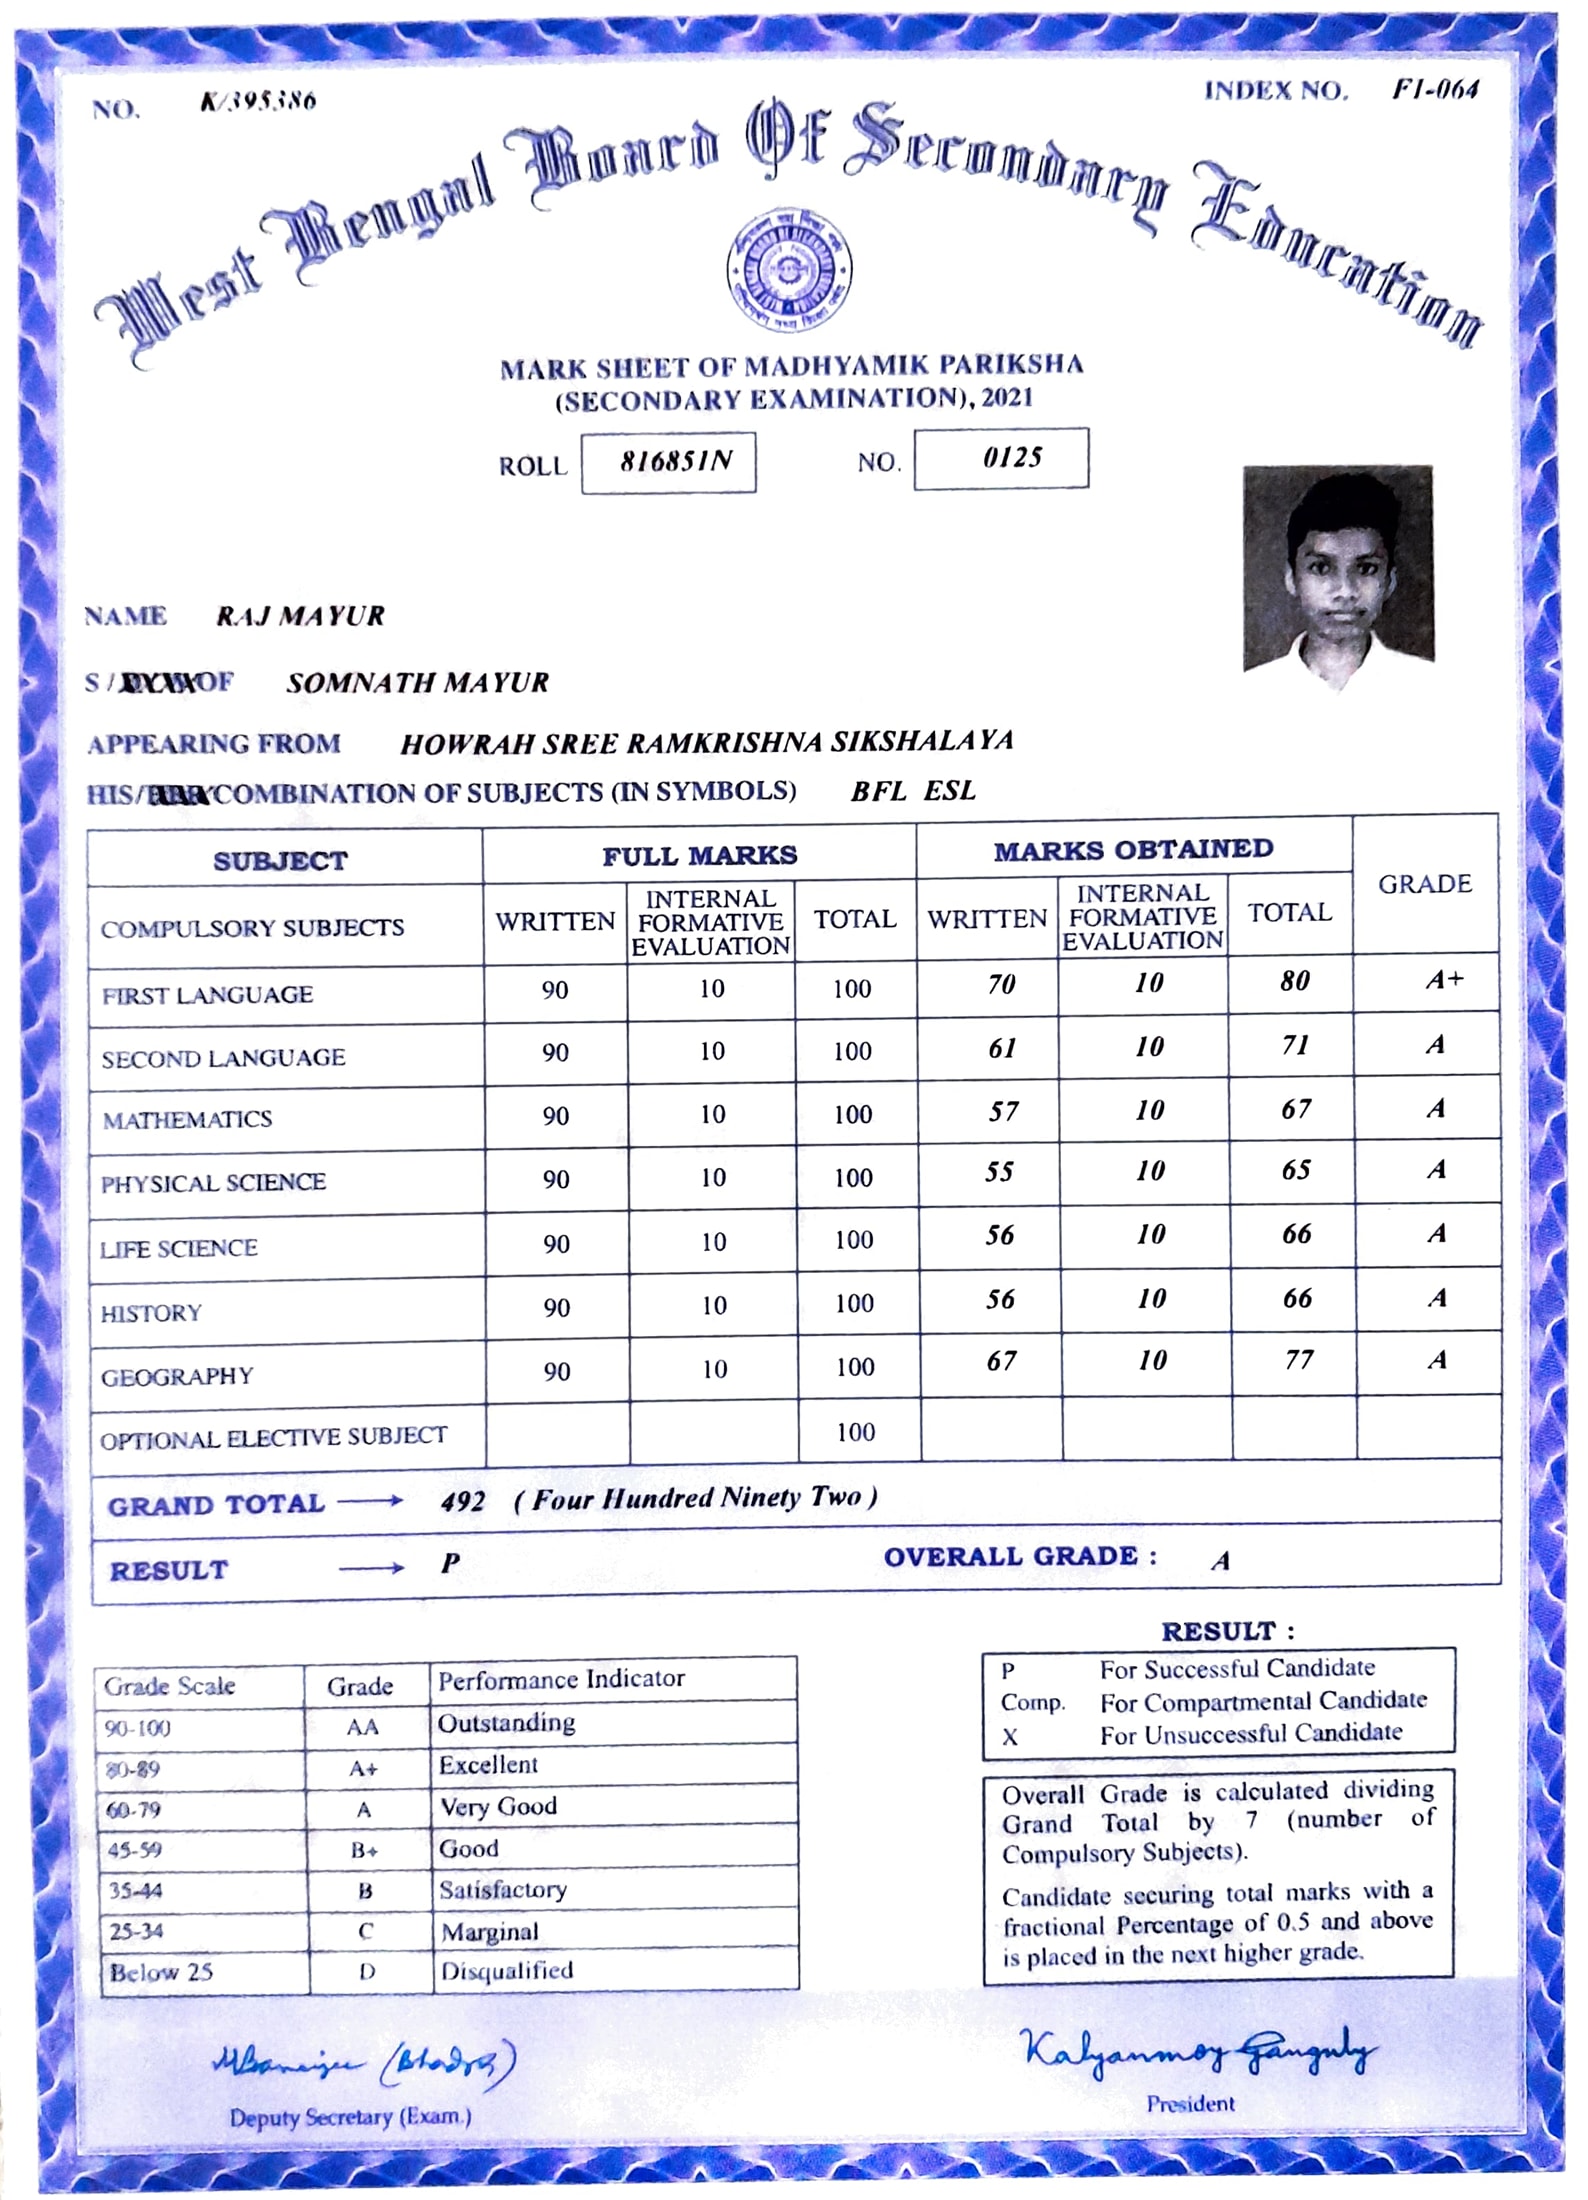 NO. K/395386 INDEX NO. F1-064
West Bengal Board Of Secondary Education
MARK SHEET OF MADHYAMIK PARIKSHA
(SECONDARY EXAMINATION), 2021
ROLL 816851N NO. 0125
NAME RAJ MAYUR
S / OF SOMNATH MAYUR
APPEARING FROM HOWRAH SREE RAMKRISHNA SIKSHALAYA
HIS/ COMBINATION OF SUBJECTS (IN SYMBOLS) BFL ESL
SUBJECT FULL MARKS MARKS OBTAINED GRADE
COMPULSORY SUBJECTS WRITTEN INTERNAL FORMATIVE EVALUATION TOTAL WRITTEN INTERNAL FORMATIVE EVALUATION TOTAL
FIRST LANGUAGE 90 10 100 70 10 80 A+
SECOND LANGUAGE 90 10 100 61 10 71 A
MATHEMATICS 90 10 100 57 10 67 A
PHYSICAL SCIENCE 90 10 100 55 10 65 A
LIFE SCIENCE 90 10 100 56 10 66 A
HISTORY 90 10 100 56 10 66 A
GEOGRAPHY 90 10 100 67 10 77 A
OPTIONAL ELECTIVE SUBJECT 100
GRAND TOTAL → 492 ( Four Hundred Ninety Two )
RESULT → P OVERALL GRADE : A
Grade Scale Grade Performance Indicator
90-100 AA Outstanding
80-89 A+ Excellent
60-79 A Very Good
45-59 B+ Good
35-44 B Satisfactory
25-34 C Marginal
Below 25 D Disqualified
RESULT :
P For Successful Candidate
Comp. For Compartmental Candidate
X For Unsuccessful Candidate
Overall Grade is calculated dividing
Grand Total by 7 (number of
Compulsory Subjects).
Candidate securing total marks with a
fractional Percentage of 0.5 and above
is placed in the next higher grade.
MBanerjee (Bhadra)
Deputy Secretary (Exam.)
Kalyanmoy Ganguly
President